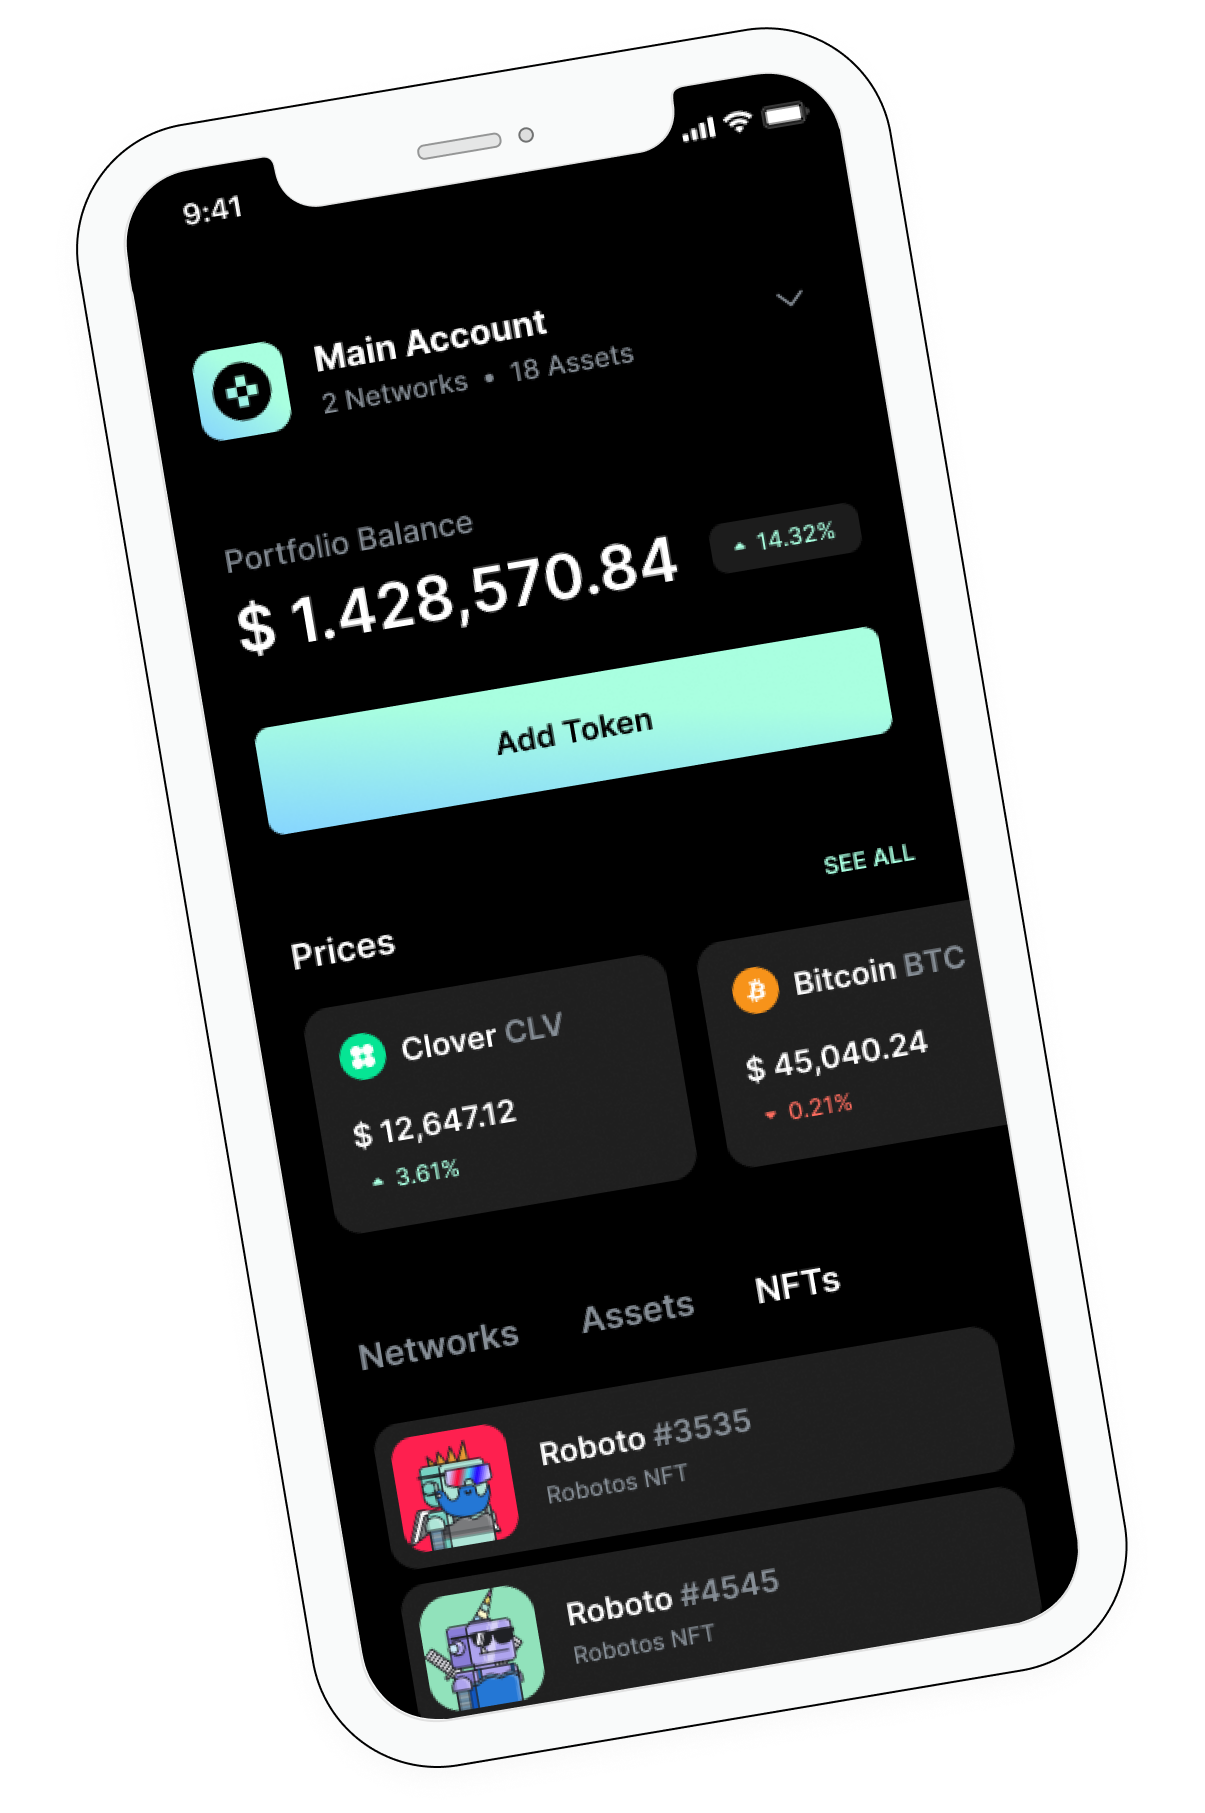 9:41
Main Account
2 Networks • 18 Assets
Portfolio Balance
$ 1.428,570.84
14.32%
Add Token
SEE ALL
Prices
Clover CLV
$ 12,647.12
3.61%
Bitcoin BTC
$ 45,040.24
0.21%
Networks Assets NFTs
Roboto #3535
Robotos NFT
Roboto #4545
Robotos NFT